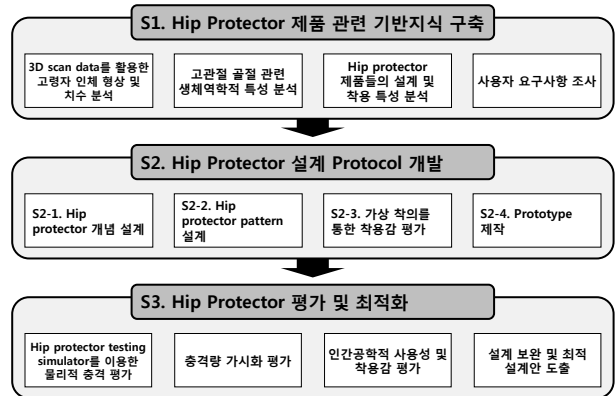 S1. Hip Protector 제품 관련 기반지식 구축
3D scan data를 활용한
고령자 인체 형상 및
치수 분석
고관절 골절 관련
생체역학적 특성 분석
Hip protector
제품들의 설계 및
착용 특성 분석
사용자 요구사항 조사
S2. Hip Protector 설계 Protocol 개발
S2-1. Hip
protector 개념 설계
S2-2. Hip
protector pattern
설계
S2-3. 가상 착의를
통한 착용감 평가
S2-4. Prototype
제작
S3. Hip Protector 평가 및 최적화
Hip protector testing
simulator를 이용한
물리적 충격 평가
충격량 가시화 평가
인간공학적 사용성 및
착용감 평가
설계 보완 및 최적
설계안 도출